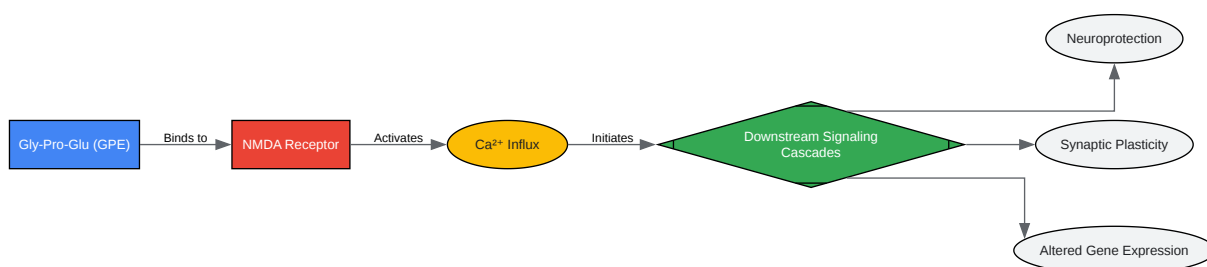 Neuroprotection
Gly-Pro-Glu (GPE)
Binds to
NMDA Receptor
Activates
Ca²⁺ Influx
Initiates
Downstream Signaling
Cascades
Synaptic Plasticity
Altered Gene Expression